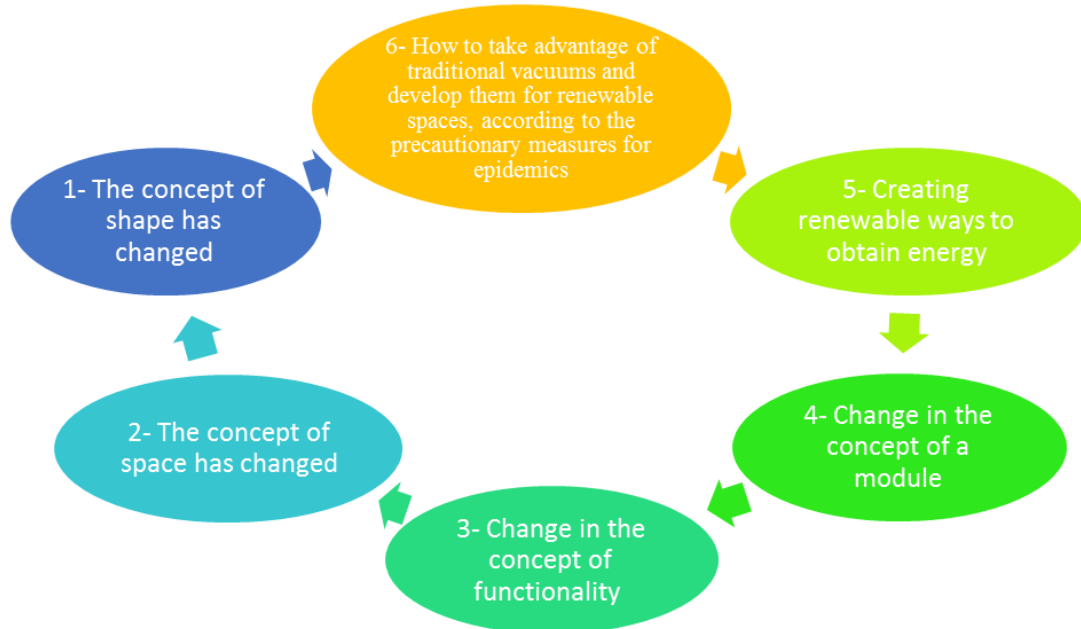 6- How to take advantage of
traditional vacuums and
develop them for renewable
spaces, according to the
precautionary measures for
epidemics
1- The concept of
shape has
changed
5- Creating
renewable ways to
obtain energy
2- The concept of
space has changed
4- Change in the
concept of a
module
3- Change in the
concept of
functionality